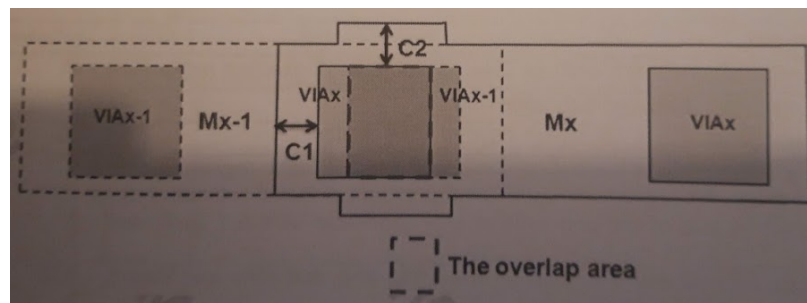 C2
VIAx-1
Mx-1
VIAx
VIAx-1
Mx
VIAx
C1
The overlap area